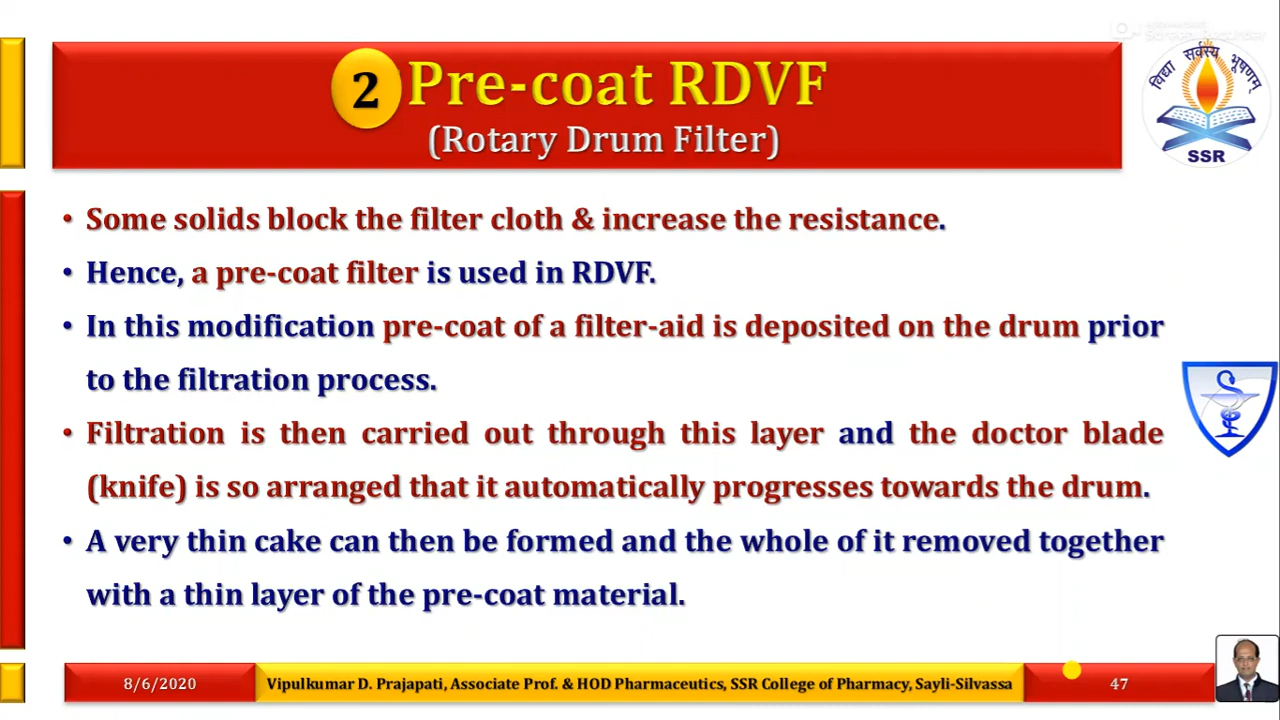 2 Pre-coat RDVF
(Rotary Drum Filter)
विद्या सर्वस्य भूषणम्
SSR
• Some solids block the filter cloth & increase the resistance.
• Hence, a pre-coat filter is used in RDVF.
• In this modification pre-coat of a filter-aid is deposited on the drum prior
to the filtration process.
• Filtration is then carried out through this layer and the doctor blade
(knife) is so arranged that it automatically progresses towards the drum.
• A very thin cake can then be formed and the whole of it removed together
with a thin layer of the pre-coat material.
8/6/2020
Vipulkumar D. Prajapati, Associate Prof. & HOD Pharmaceutics, SSR College of Pharmacy, Sayli-Silvassa
47